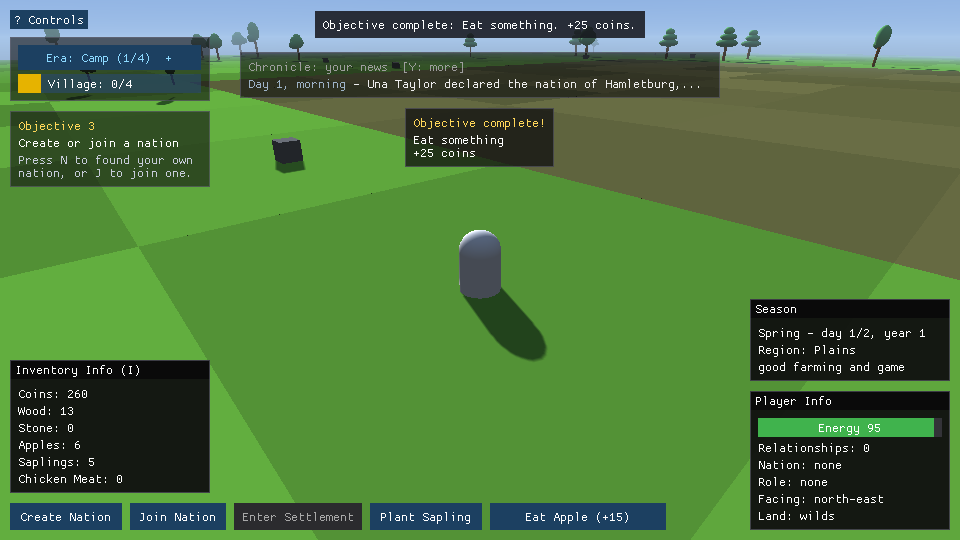 ? Controls
Objective complete: Eat something. +25 coins.
Era: Camp (1/4)  +
Village: 0/4
Chronicle: your news  [Y: more]
Day 1, morning - Una Taylor declared the nation of Hamletburg,...
Objective 3
Create or join a nation
Press N to found your own
nation, or J to join one.
Objective complete!
Eat something
+25 coins
Season
Spring - day 1/2, year 1
Region: Plains
good farming and game
Inventory Info (I)
Coins: 260
Wood: 13
Stone: 0
Apples: 6
Saplings: 5
Chicken Meat: 0
Player Info
Energy 95
Relationships: 0
Nation: none
Role: none
Facing: north-east
Land: wilds
Create Nation
Join Nation
Enter Settlement
Plant Sapling
Eat Apple (+15)